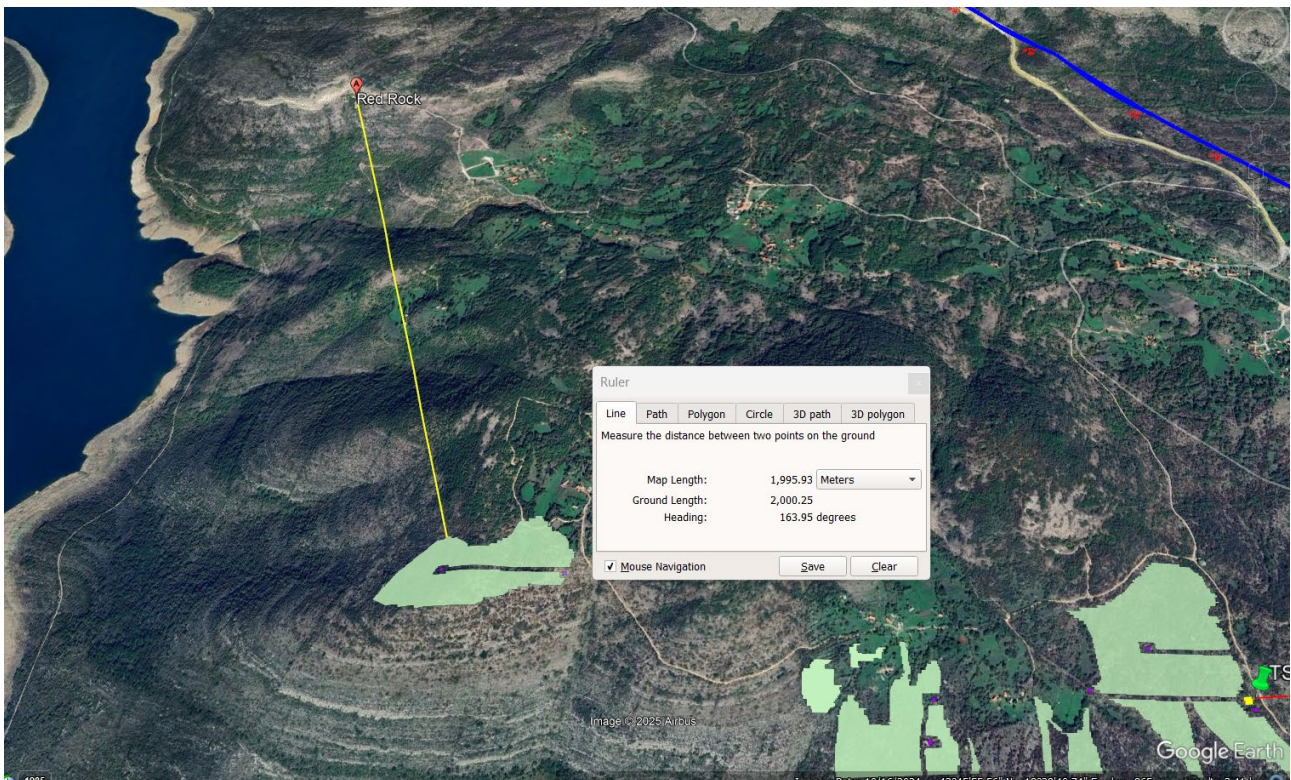 Red Rock
Ruler
Line Path Polygon Circle 3D path 3D polygon
Measure the distance between two points on the ground
Map Length: 1,995.93 Meters
Ground Length: 2,000.25
Heading: 163.95 degrees
Mouse Navigation Save Clear
TS
Image © 2025 Airbus
Google Earth
1985